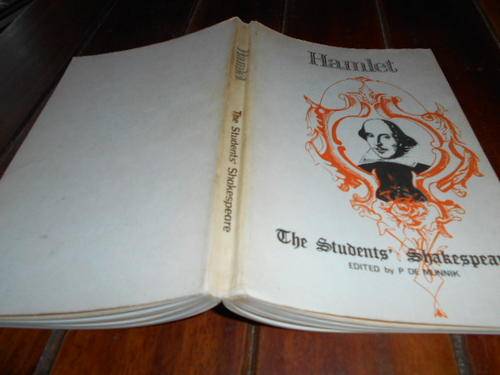 Hamlet
The Students' Shakespeare
Hamlet
The Students' Shakespear
EDITED by P DE MUNNIK